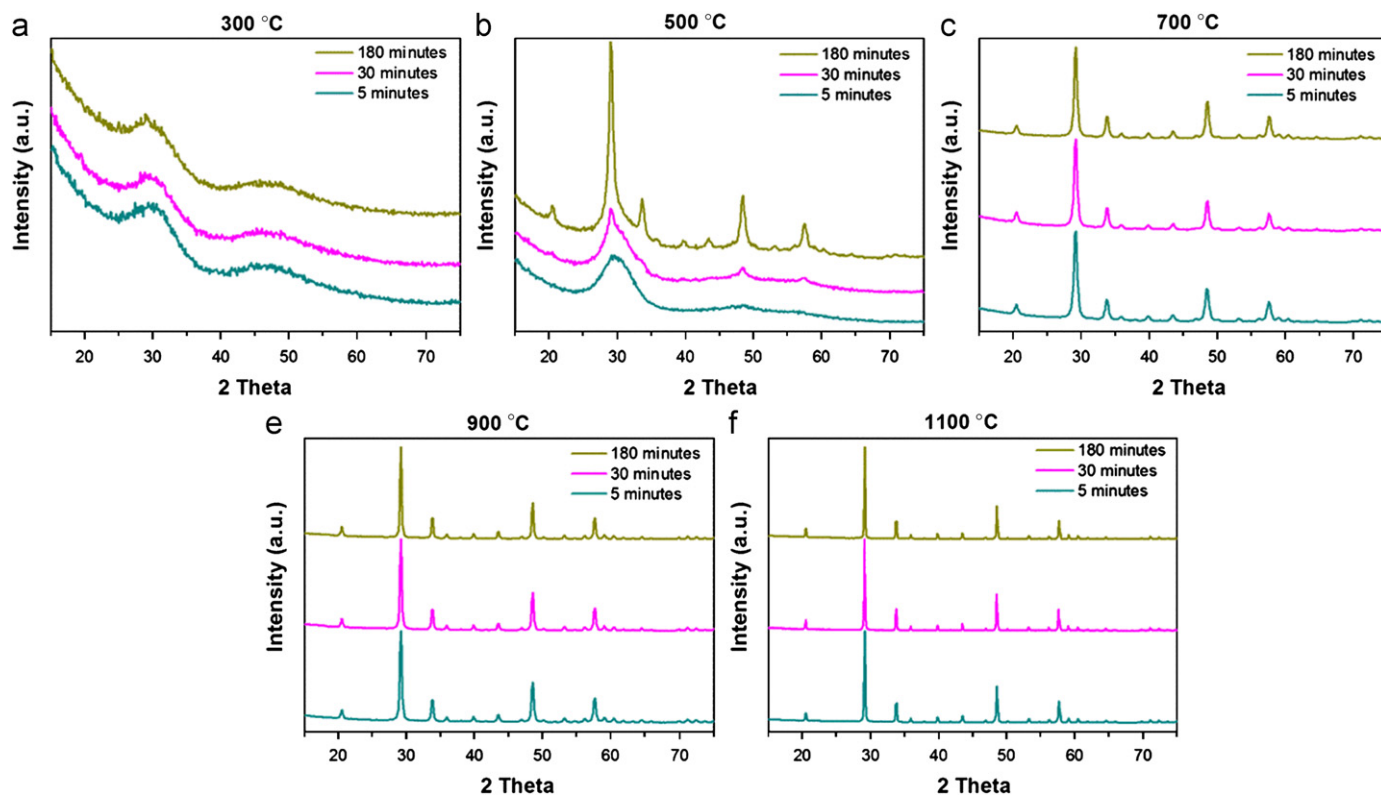 a
300 °C
180 minutes
30 minutes
5 minutes
Intensity (a.u.)
20 30 40 50 60 70
2 Theta
b
500 °C
180 minutes
30 minutes
5 minutes
Intensity (a.u.)
20 30 40 50 60 70
2 Theta
c
700 °C
180 minutes
30 minutes
5 minutes
Intensity (a.u.)
20 30 40 50 60 70
2 Theta
e
900 °C
180 minutes
30 minutes
5 minutes
Intensity (a.u.)
20 30 40 50 60 70
2 Theta
f
1100 °C
180 minutes
30 minutes
5 minutes
Intensity (a.u.)
20 30 40 50 60 70
2 Theta